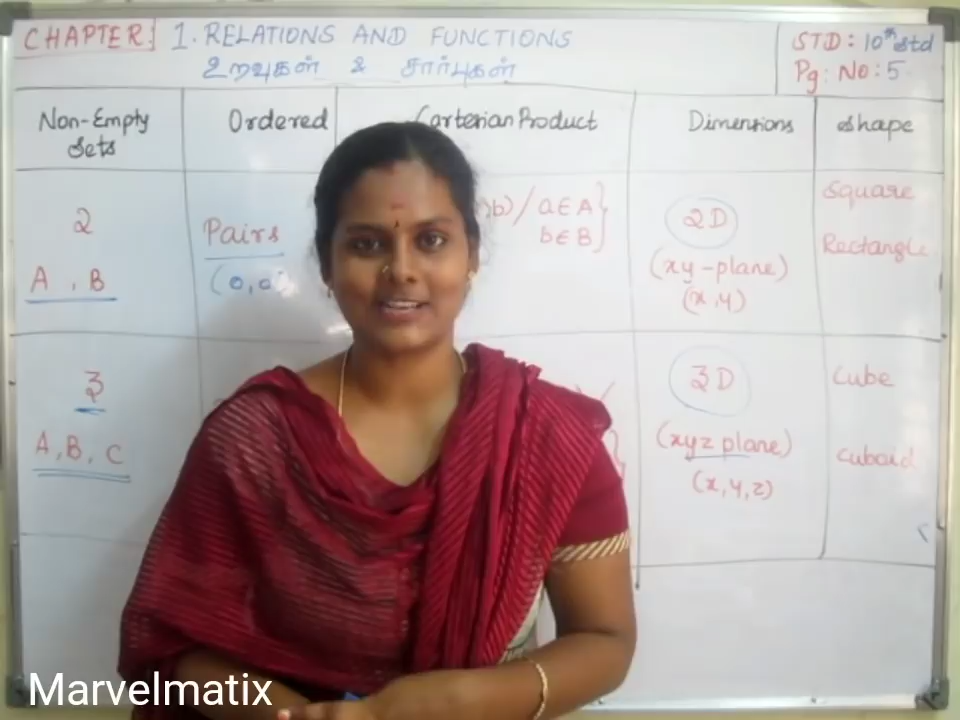 CHAPTER: 1. RELATIONS AND FUNCTIONS
உறவுகள் & சார்புகள்
STD: 10th std
Pg: No: 5
Non-Empty Sets
Ordered
Carterian Product
Dimensions
shape
2
A , B
Pairs
b) / a∈A
b∈B}
2D
(xy-plane)
(x,y)
square
Rectangle
3
A, B, C
3D
(xyz plane)
(x,y,z)
cube
cuboid
Marvelmatix